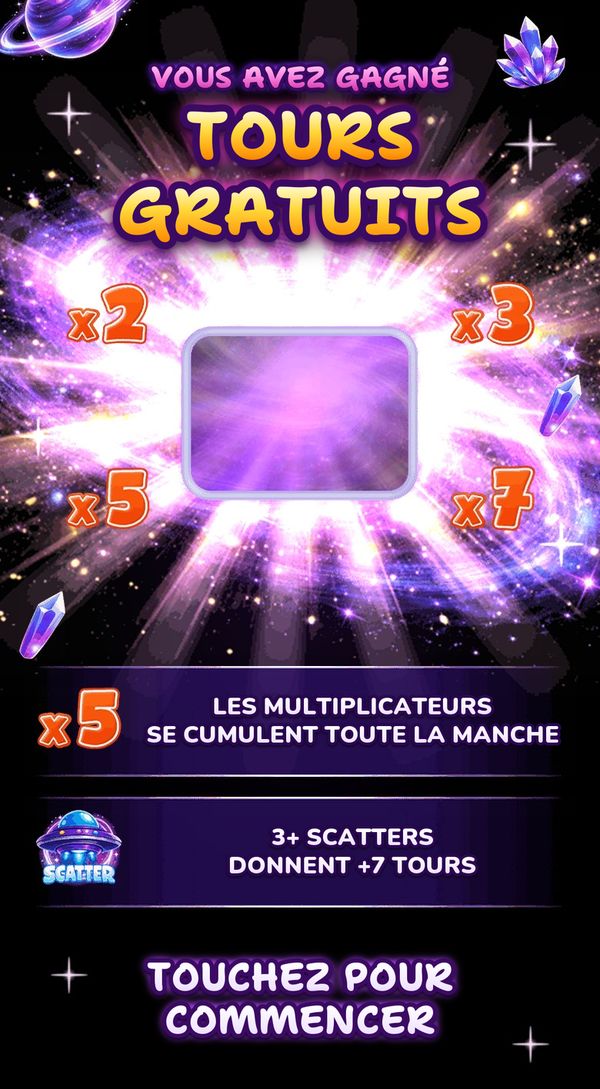 VOUS AVEZ GAGNÉ
TOURS
GRATUITS
x2
x3
x5
x7
x5
LES MULTIPLICATEURS
SE CUMULENT TOUTE LA MANCHE
SCATTER
3+ SCATTERS
DONNENT +7 TOURS
TOUCHEZ POUR
COMMENCER